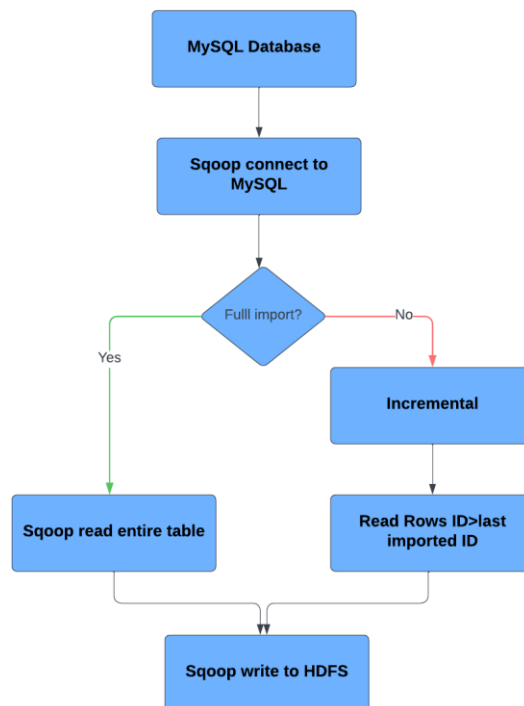 MySQL Database
Sqoop connect to
MySQL
Fulll import?
No
Yes
Incremental
Sqoop read entire table
Read Rows ID>last
imported ID
Sqoop write to HDFS